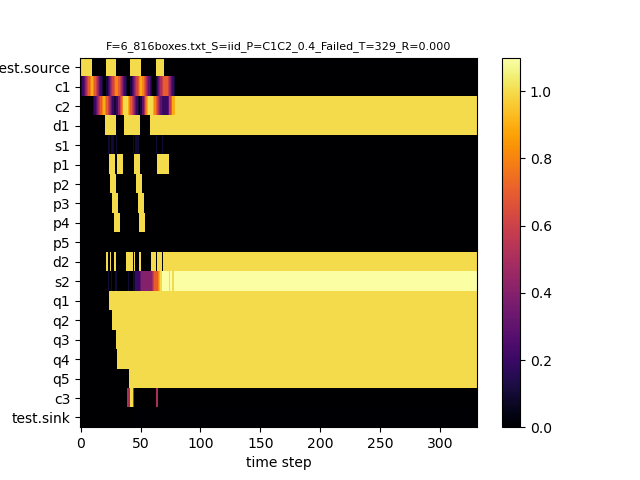 F=6_816boxes.txt_S=iid_P=C1C2_0.4_Failed_T=329_R=0.000
est.source
c1
c2
d1
s1
p1
p2
p3
p4
p5
d2
s2
q1
q2
q3
q4
q5
c3
test.sink
0
50
100
150
200
250
300
time step
1.0
0.8
0.6
0.4
0.2
0.0